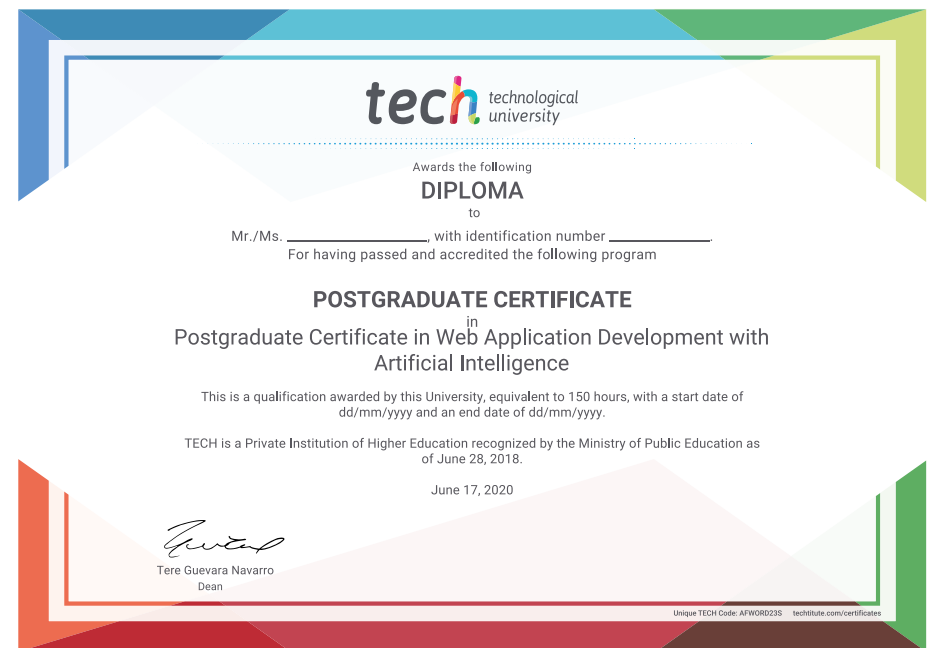 tech technological
university
Awards the following
DIPLOMA
to
Mr./Ms. ____________________, with identification number ______________.
For having passed and accredited the following program
POSTGRADUATE CERTIFICATE
in
Postgraduate Certificate in Web Application Development with
Artificial Intelligence
This is a qualification awarded by this University, equivalent to 150 hours, with a start date of
dd/mm/yyyy and an end date of dd/mm/yyyy.
TECH is a Private Institution of Higher Education recognized by the Ministry of Public Education as
of June 28, 2018.
June 17, 2020
Tere Guevara Navarro
Dean
Unique TECH Code: AFWORD23S techtitute.com/certificates